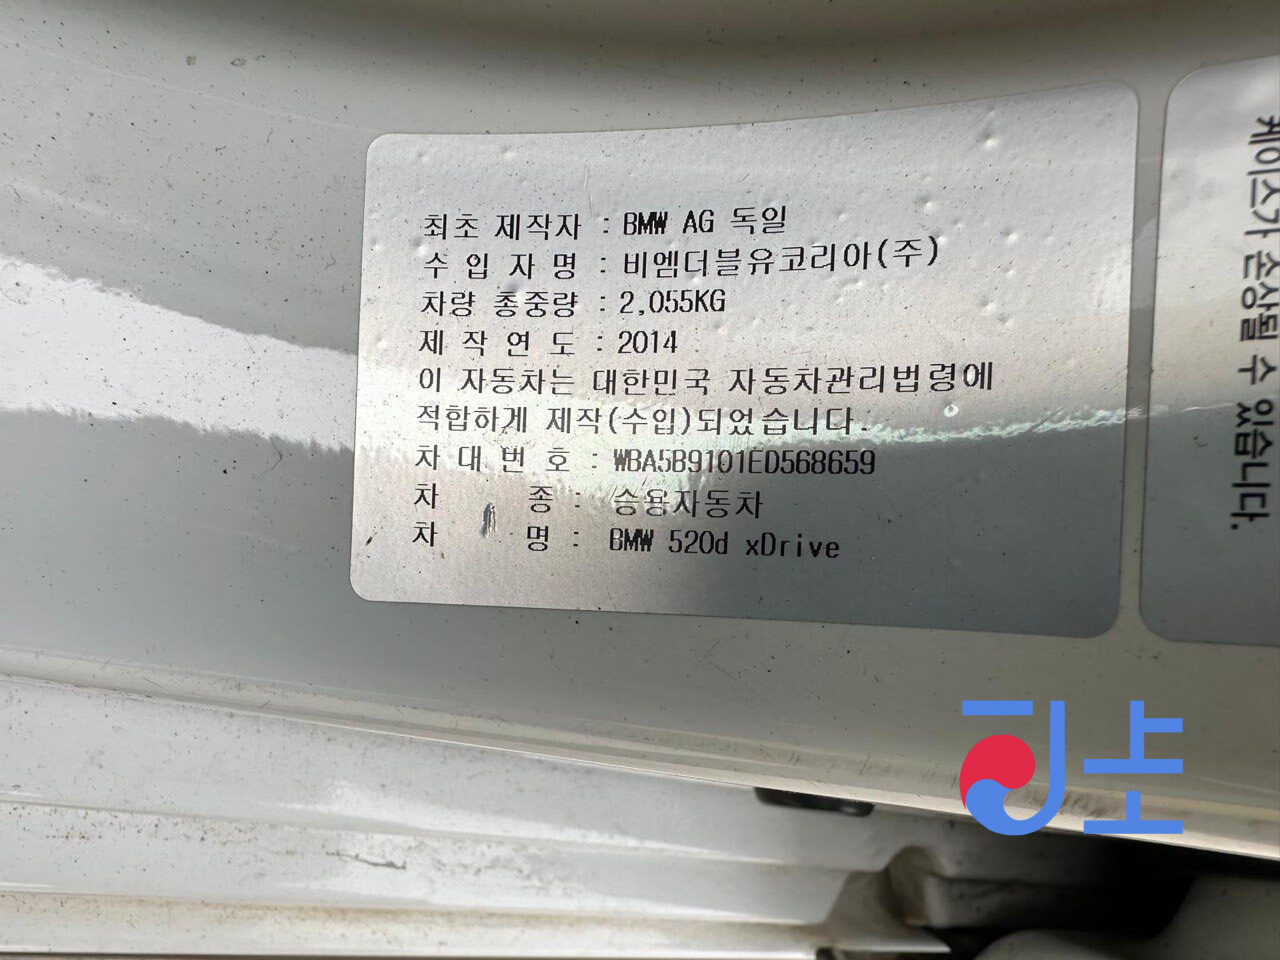 최초 제작자 : BMW AG 독일
수 입 자 명 : 비엠더블유코리아(주)
차량 총중량 : 2,055KG
제 작 연 도 : 2014
이 자동차는 대한민국 자동차관리법령에
적합하게 제작(수입)되었습니다.
차 대 번 호 : WBA5B9101ED568659
차 종 : 승용자동차
차 명 : BMW 520d xDrive
케이스가 손상될 수 있습니다.